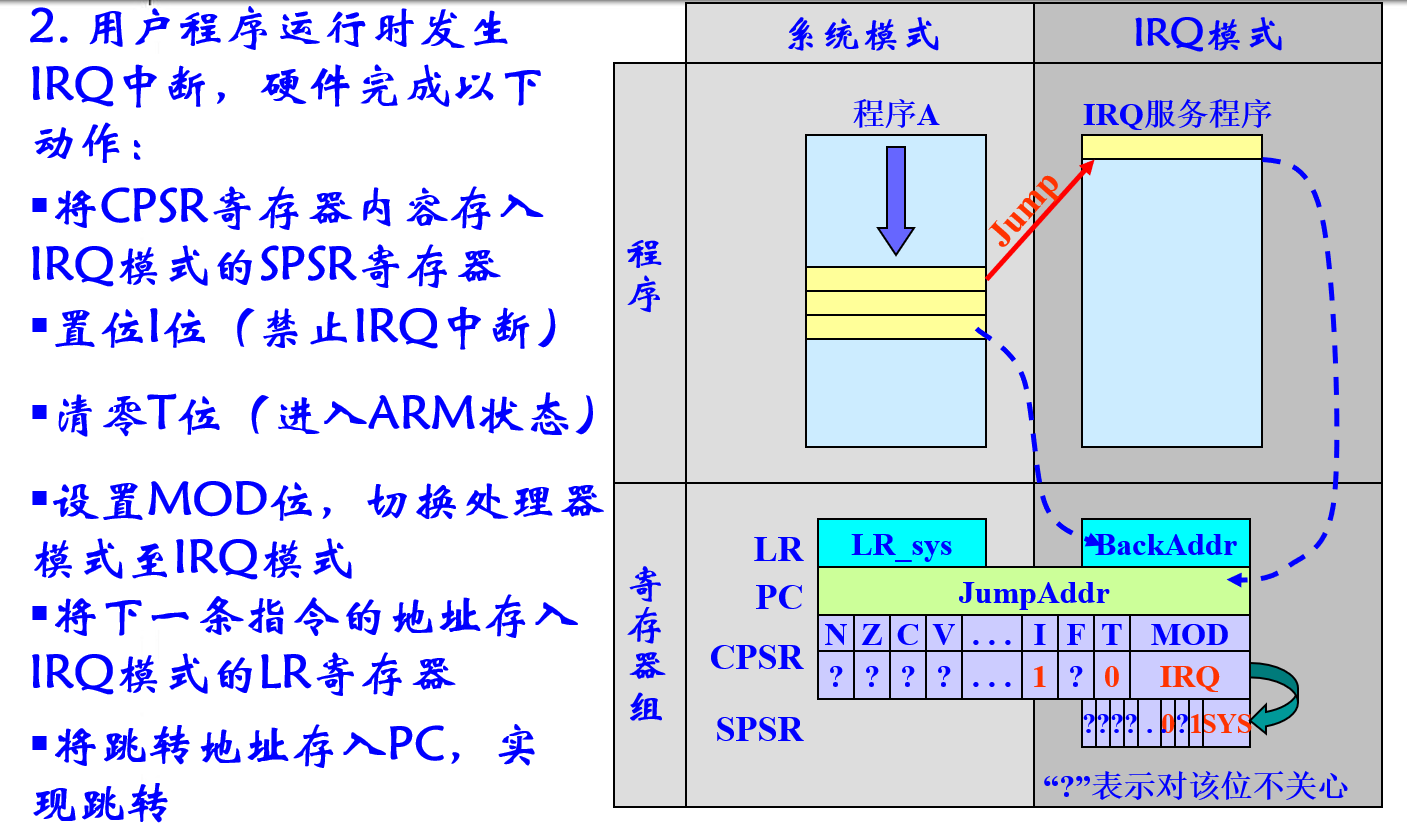 2. 用户程序运行时发生
IRQ中断，硬件完成以下
动作：
▪将CPSR寄存器内容存入
IRQ模式的SPSR寄存器
▪置位I位（禁止IRQ中断）
▪清零T位（进入ARM状态）
▪设置MOD位，切换处理器
模式至IRQ模式
▪将下一条指令的地址存入
IRQ模式的LR寄存器
▪将跳转地址存入PC，实
现跳转
系统模式
IRQ模式
程序
程序A
IRQ服务程序
Jump
寄存器组
LR
LR_sys
BackAddr
PC
JumpAddr
CPSR
N Z C V ... I F T MOD
? ? ? ? ... 1 ? 0 IRQ
SPSR
? ? ? ? . 0 ? 1 SYS
“?”表示对该位不关心